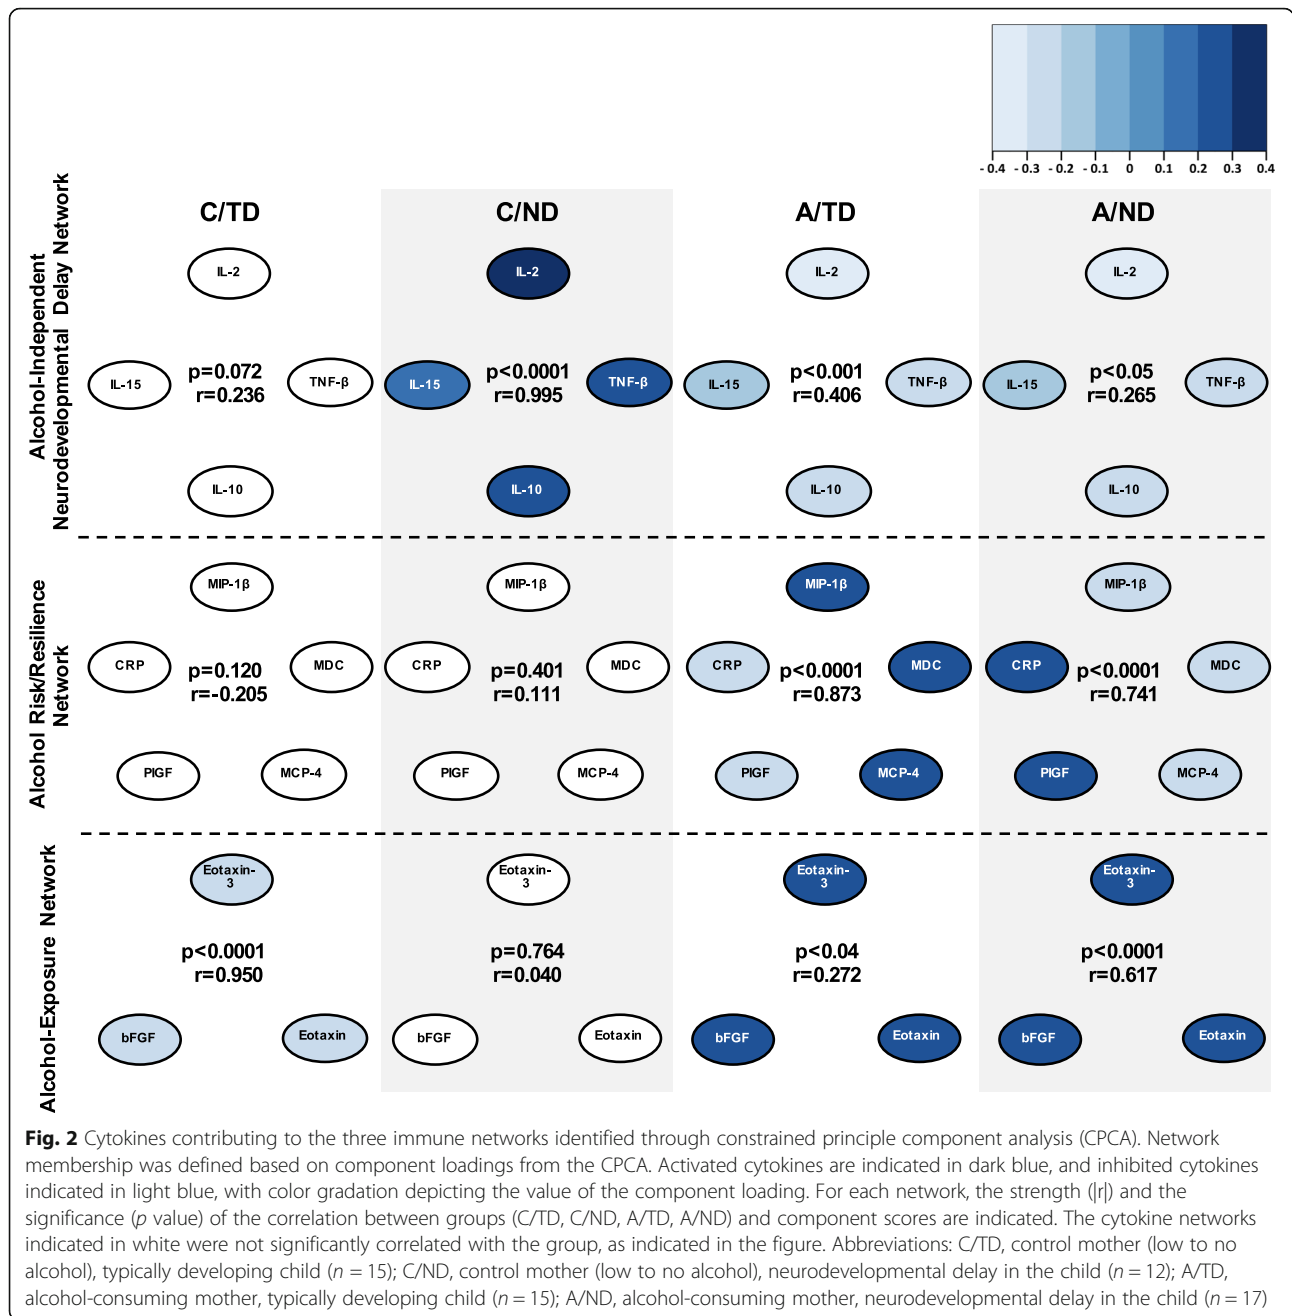 - 0.4 - 0.3 - 0.2 - 0.1 0 0.1 0.2 0.3 0.4
C/TD C/ND A/TD A/ND
Alcohol-Independent
Neurodevelopmental Delay Network
IL-2 IL-2 IL-2 IL-2
IL-15 p=0.072 TNF-β IL-15 p<0.0001 TNF-β IL-15 p<0.001 TNF-β IL-15 p<0.05 TNF-β
r=0.236 r=0.995 r=0.406 r=0.265
IL-10 IL-10 IL-10 IL-10
Alcohol Risk/Resilience
Network
MIP-1β MIP-1β MIP-1β MIP-1β
CRP p=0.120 MDC CRP p=0.401 MDC CRP p<0.0001 MDC CRP p<0.0001 MDC
r=-0.205 r=0.111 r=0.873 r=0.741
PlGF MCP-4 PlGF MCP-4 PlGF MCP-4 PlGF MCP-4
Alcohol-Exposure Network
Eotaxin- Eotaxin- Eotaxin- Eotaxin-
3 3 3 3
p<0.0001 p=0.764 p<0.04 p<0.0001
r=0.950 r=0.040 r=0.272 r=0.617
bFGF Eotaxin bFGF Eotaxin bFGF Eotaxin bFGF Eotaxin
Fig. 2 Cytokines contributing to the three immune networks identified through constrained principle component analysis (CPCA). Network
membership was defined based on component loadings from the CPCA. Activated cytokines are indicated in dark blue, and inhibited cytokines
indicated in light blue, with color gradation depicting the value of the component loading. For each network, the strength (|r|) and the
significance (p value) of the correlation between groups (C/TD, C/ND, A/TD, A/ND) and component scores are indicated. The cytokine networks
indicated in white were not significantly correlated with the group, as indicated in the figure. Abbreviations: C/TD, control mother (low to no
alcohol), typically developing child (n = 15); C/ND, control mother (low to no alcohol), neurodevelopmental delay in the child (n = 12); A/TD,
alcohol-consuming mother, typically developing child (n = 15); A/ND, alcohol-consuming mother, neurodevelopmental delay in the child (n = 17)